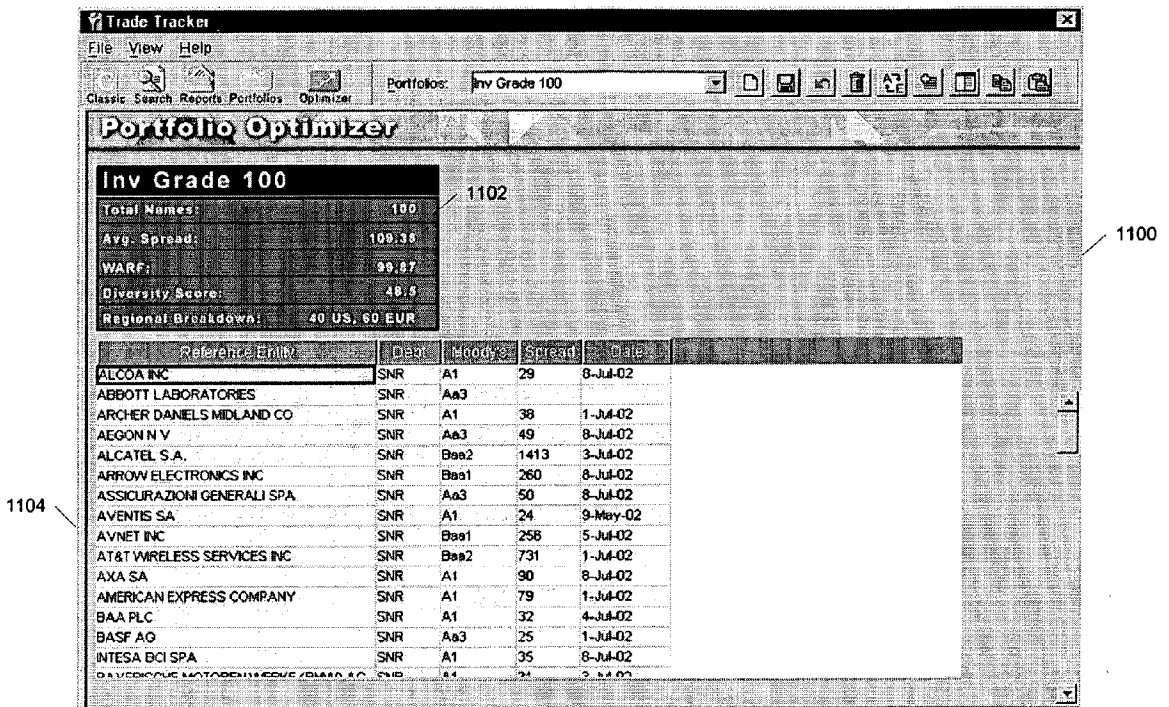 Trade Tracker
File View Help
Classic Search Reports Portfolios Optimizer Portfolios: Inv Grade 100
Portfolio Optimizer
Inv Grade 100
1102
Total Names: 100
Avg. Spread: 109.38
1100
WARF: 99.87
Diversity Score: 48.5
Regional Breakdown: 40 US, 60 EUR
Reference Entity Debt Moody's Spread Date
ALCOA INC SNR A1 29 8-Jul-02
ABBOTT LABORATORIES SNR Aa3
ARCHER DANIELS MIDLAND CO SNR A1 38 1-Jul-02
AEGON N V SNR Aa3 49 8-Jul-02
ALCATEL S.A. SNR Baa2 1413 3-Jul-02
ARROW ELECTRONICS INC SNR Baa1 260 8-Jul-02
ASSICURAZIONI GENERALI SPA SNR Aa3 50 8-Jul-02
1104
AVENTIS SA SNR A1 24 9-May-02
AVNET INC SNR Baa1 258 5-Jul-02
AT&T WIRELESS SERVICES INC SNR Baa2 731 1-Jul-02
AXA SA SNR A1 90 8-Jul-02
AMERICAN EXPRESS COMPANY SNR A1 79 1-Jul-02
BAA PLC SNR A1 32 4-Jul-02
BASF AG SNR Aa3 25 1-Jul-02
INTESA BCI SPA SNR A1 35 8-Jul-02
BAYERISCHE MOTOREN WERKE (BMW) AG SNR A1